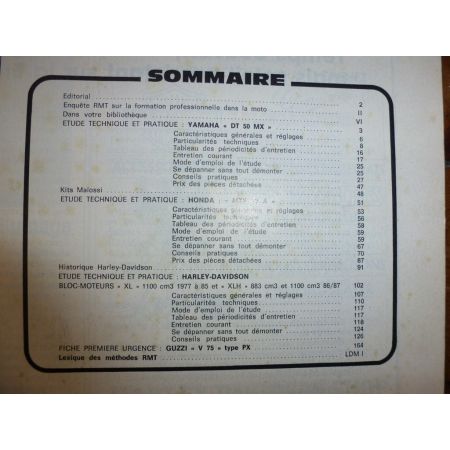 SOMMAIRE
Editorial 2
Enquête RMT sur la formation professionnelle dans la moto II
Dans votre bibliothèque VI
ETUDE TECHNIQUE ET PRATIQUE : YAMAHA « DT 50 MX » 3
Caractéristiques générales et réglages 6
Particularités techniques 8
Tableau des périodicités d'entretien 16
Entretien courant 17
Mode d'emploi de l'étude 25
Se dépanner sans tout démonter 25
Conseils pratiques 27
Prix des pièces détachées 47
Kits Malossi 48
ETUDE TECHNIQUE ET PRATIQUE : HONDA : « A » 51
Caractéristiques générales et réglages 53
Particularités techniques 56
Tableau des périodicités d'entretien 58
Mode d'emploi de l'étude 59
Entretien courant 59
Se dépanner sans tout démonter 67
Conseils pratiques 70
Prix des pièces détachées 87
Historique Harley-Davidson 91
ETUDE TECHNIQUE ET PRATIQUE : HARLEY-DAVIDSON
BLOC-MOTEURS « XL » 1100 cm3 1977 à 85 et « XLH » 883 cm3 et 1100 cm3 86/87 102
Caractéristiques générales et réglages 107
Particularités techniques 110
Mode d'emploi de l'étude 117
Tableau des périodicités d'entretien 117
Entretien courant 118
Se dépanner sans tout démonter 124
Conseils pratiques 126
FICHE PREMIERE URGENCE : GUZZI « V 75 » type PX 164
Lexique des méthodes RMT LDM I